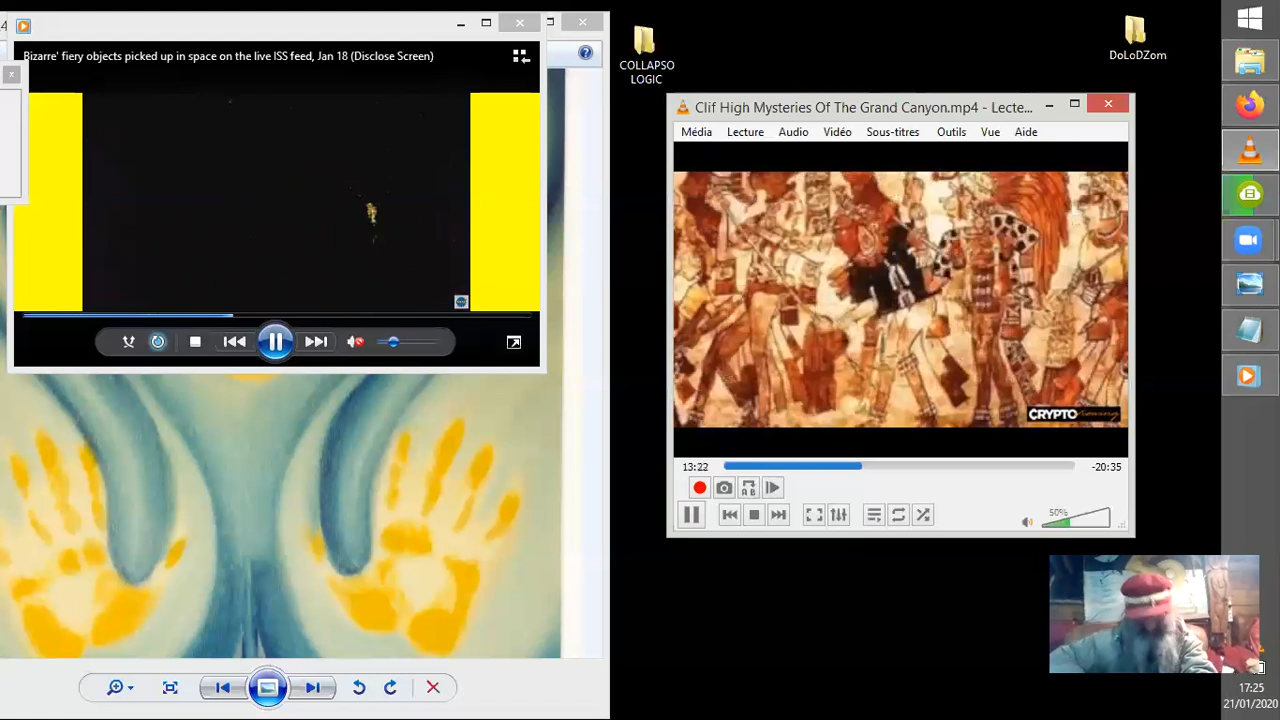 Bizarre' fiery objects picked up in space on the live ISS feed, Jan 18 (Disclose Screen)
COLLAPSO
LOGIC
DoLoDZom
Clif High Mysteries Of The Grand Canyon.mp4 - Lecte...
Média Lecture Audio Vidéo Sous-titres Outils Vue Aide
CRYPTO
13:22
-20:35
50%
17:25
21/01/2020